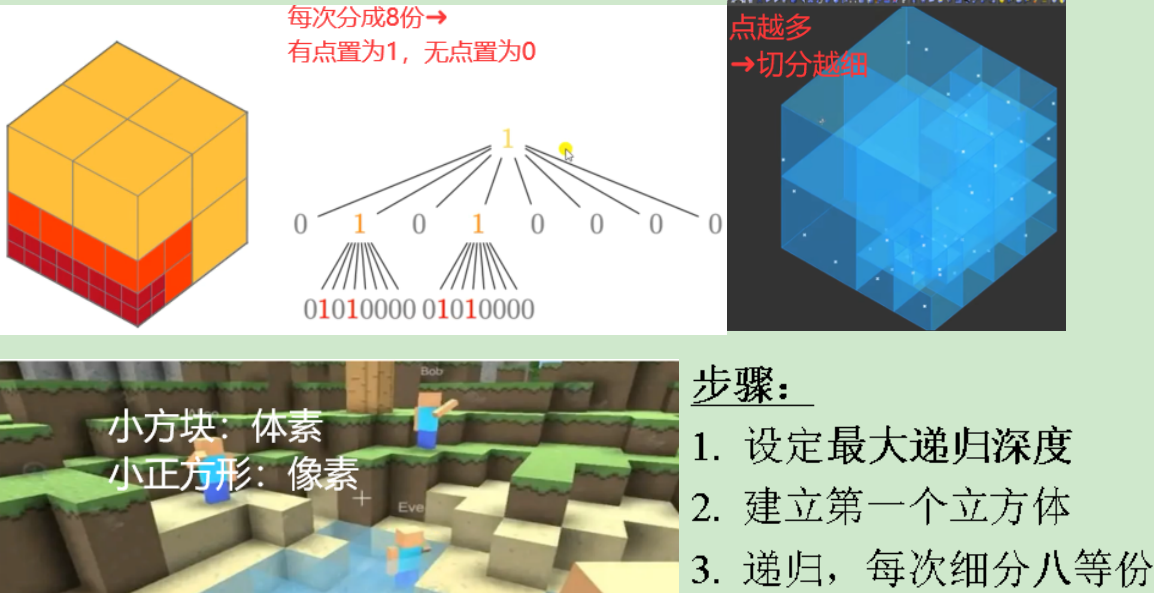 每次分成8份➜
有点置为1，无点置为0
点越多
➜切分越细
1
0 1 0 1 0 0 0 0
01010000 01010000
小方块：体素
小正方形：像素
Bob
Eve
步骤：
1. 设定最大递归深度
2. 建立第一个立方体
3. 递归，每次细分八等份